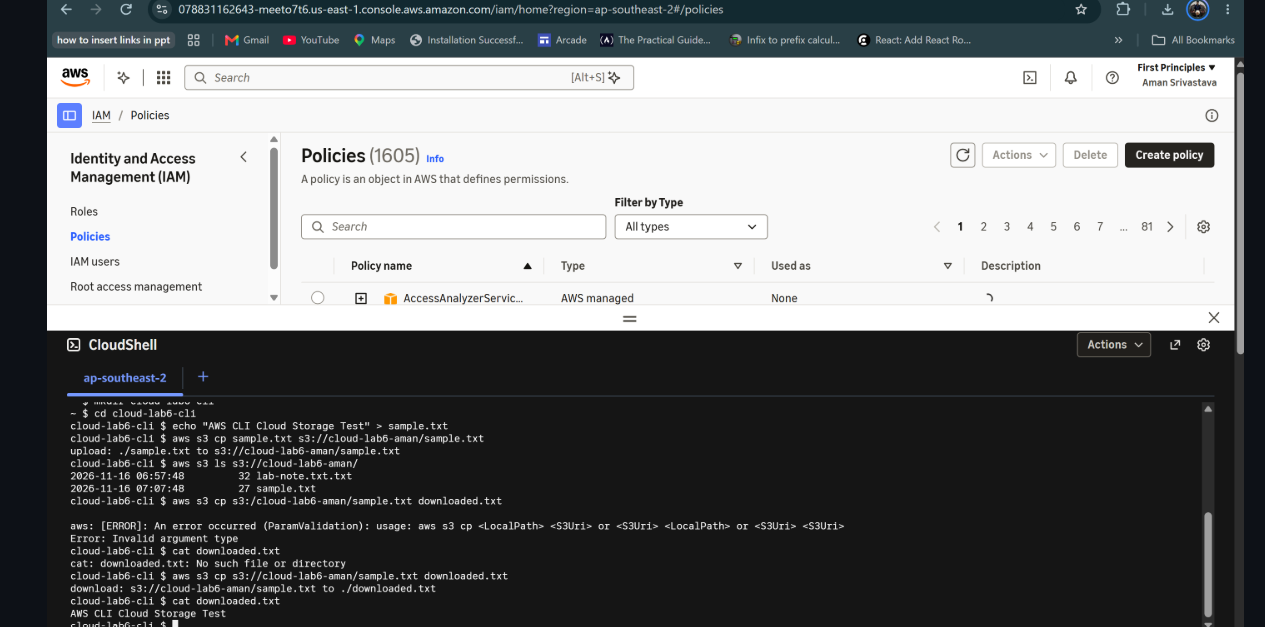 078831162643-meeto7t6.us-east-1.console.aws.amazon.com/iam/home?region=ap-southeast-2#/policies
how to insert links in ppt
Gmail
YouTube
Maps
Installation Successf...
Arcade
The Practical Guide...
Infix to prefix calcul...
React: Add React Ro...
»
All Bookmarks
aws
Search
[Alt+S]
First Principles ▼
Aman Srivastava
IAM / Policies
Identity and Access
Management (IAM)
Roles
Policies
IAM users
Root access management
Policies (1605) Info
Actions
Delete
Create policy
A policy is an object in AWS that defines permissions.
Filter by Type
Search
All types
1 2 3 4 5 6 7 ... 81
Policy name
Type
Used as
Description
AccessAnalyzerServic...
AWS managed
None
CloudShell
Actions
ap-southeast-2
+
~ $ mkdir cloud-lab6-cli
~ $ cd cloud-lab6-cli
cloud-lab6-cli $ echo "AWS CLI Cloud Storage Test" > sample.txt
cloud-lab6-cli $ aws s3 cp sample.txt s3://cloud-lab6-aman/sample.txt
upload: ./sample.txt to s3://cloud-lab6-aman/sample.txt
cloud-lab6-cli $ aws s3 ls s3://cloud-lab6-aman/
2026-11-16 06:57:48         32 lab-note.txt.txt
2026-11-16 07:07:48         27 sample.txt
cloud-lab6-cli $ aws s3 cp s3:/cloud-lab6-aman/sample.txt downloaded.txt
aws: [ERROR]: An error occurred (ParamValidation): usage: aws s3 cp <LocalPath> <S3Uri> or <S3Uri> <LocalPath> or <S3Uri> <S3Uri>
Error: Invalid argument type
cloud-lab6-cli $ cat downloaded.txt
cat: downloaded.txt: No such file or directory
cloud-lab6-cli $ aws s3 cp s3://cloud-lab6-aman/sample.txt downloaded.txt
download: s3://cloud-lab6-aman/sample.txt to ./downloaded.txt
cloud-lab6-cli $ cat downloaded.txt
AWS CLI Cloud Storage Test
cloud-lab6-cli $